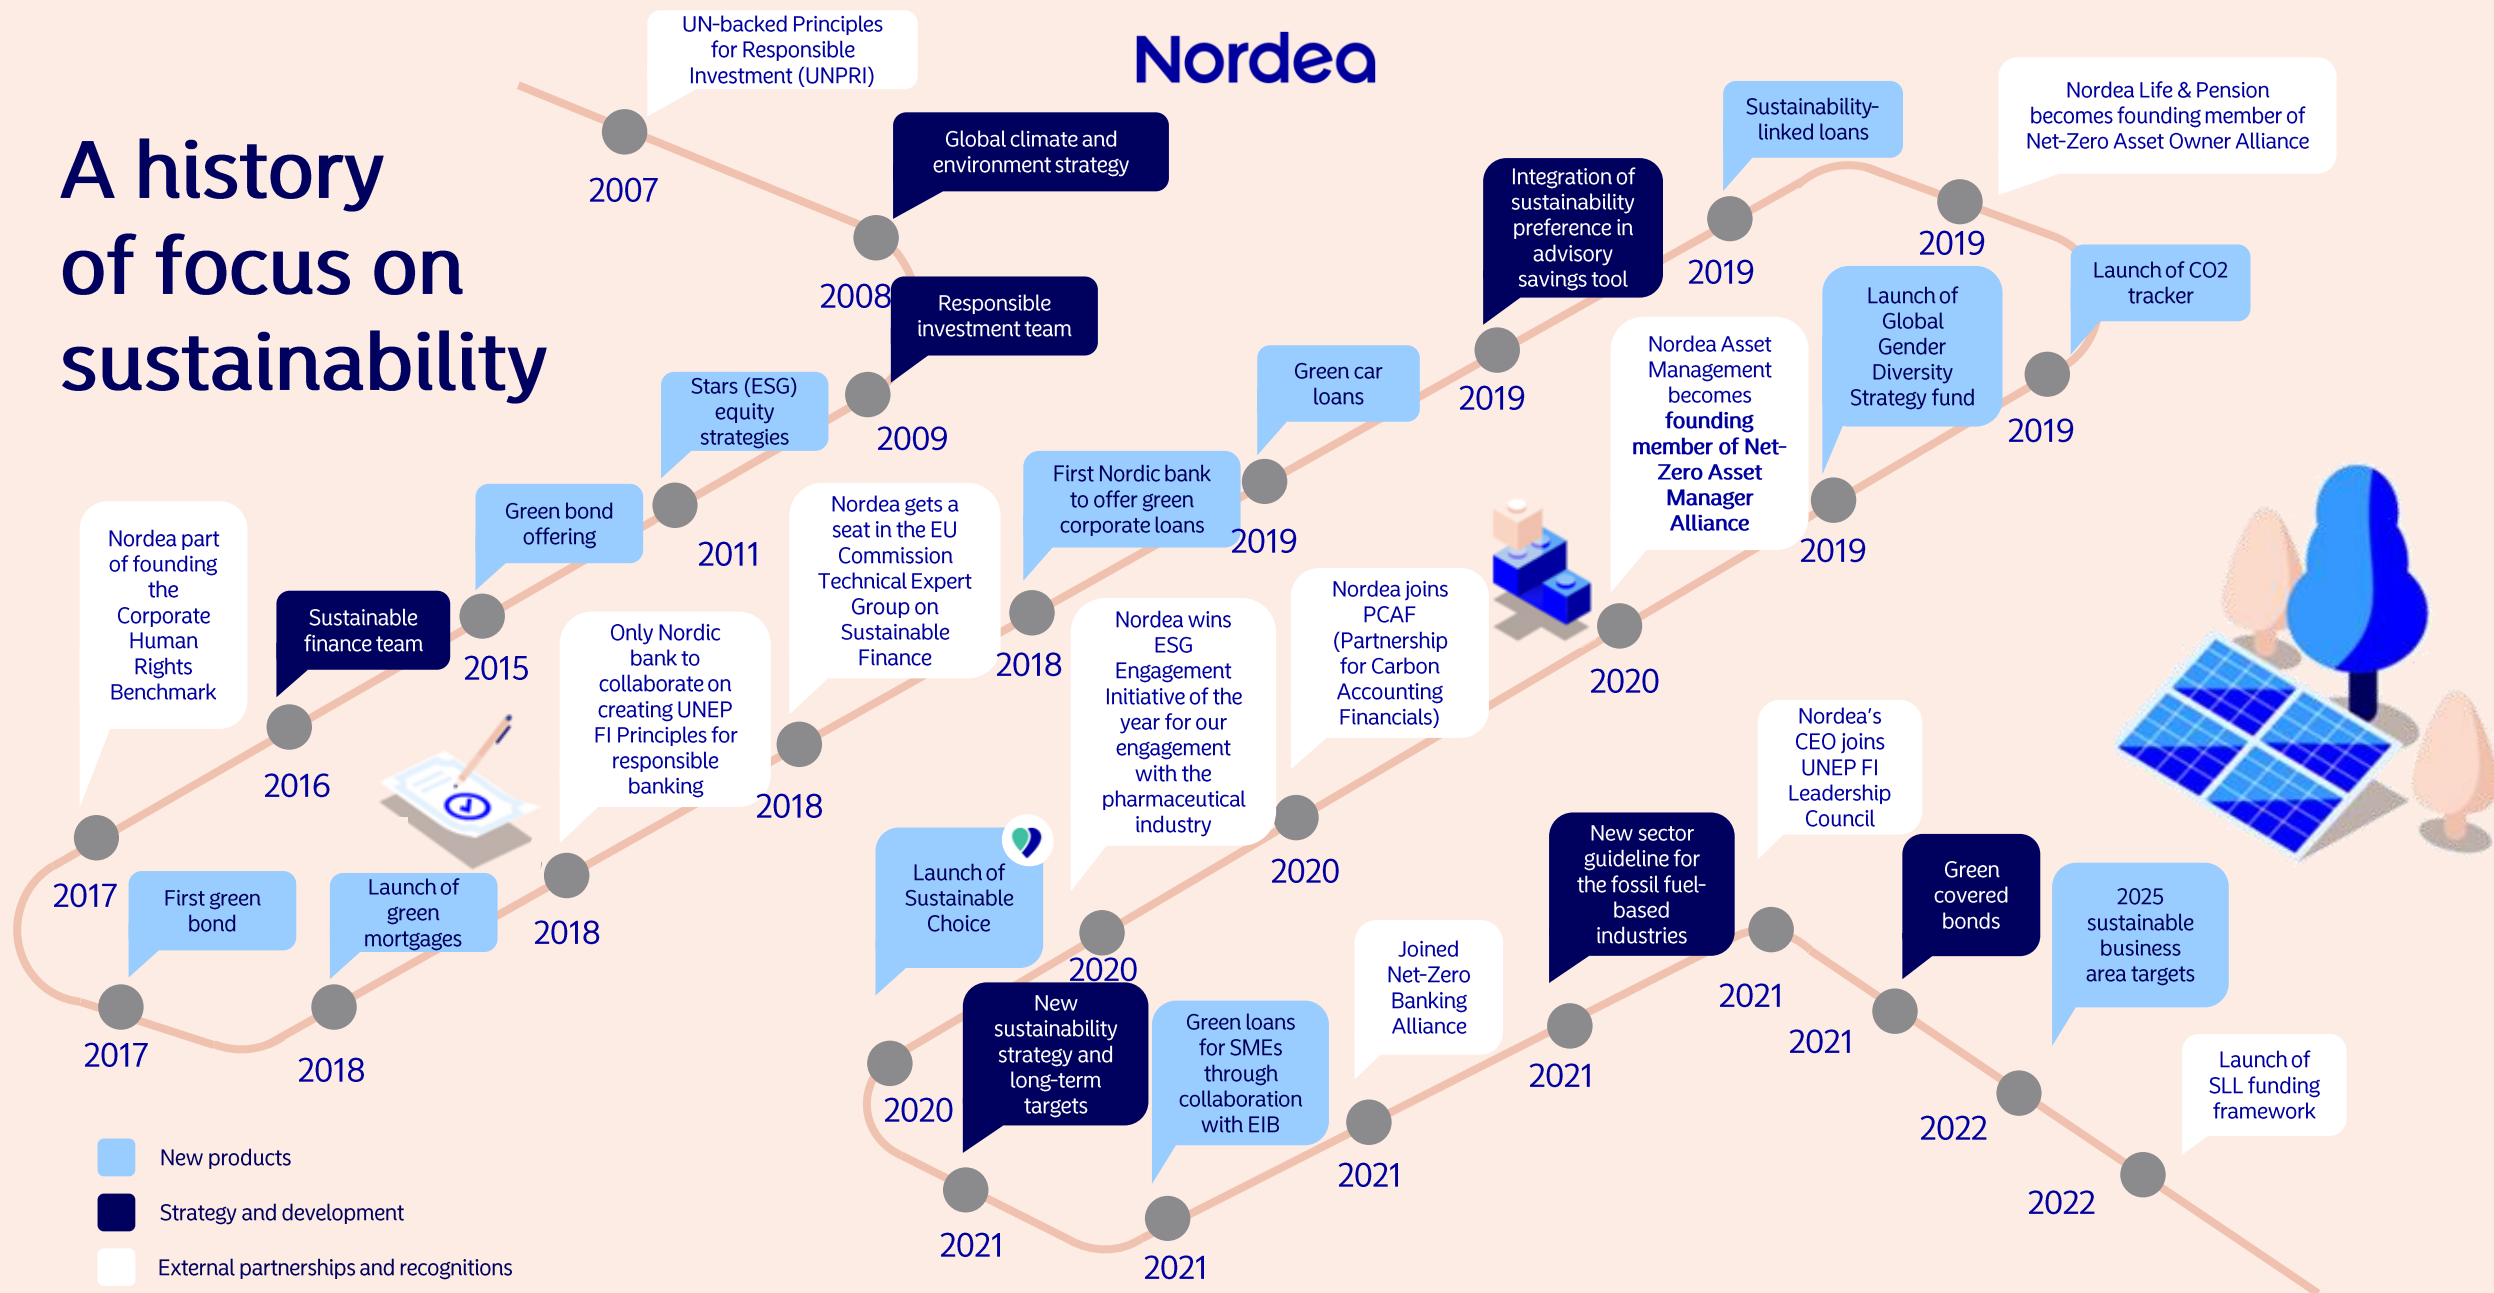 Nordea
A history
of focus on
sustainability
UN-backed Principles
for Responsible
Investment (UNPRI)
2007
Global climate and
environment strategy
2008
Responsible
investment team
2009
Stars (ESG)
equity
strategies
2011
Green bond
offering
2015
Sustainable
finance team
2016
Nordea part
of founding
the
Corporate
Human
Rights
Benchmark
2017
First green
bond
2017
Launch of
green
mortgages
2018
Only Nordic
bank to
collaborate on
creating UNEP
FI Principles for
responsible
banking
2018
Nordea gets a
seat in the EU
Commission
Technical Expert
Group on
Sustainable
Finance
2018
First Nordic bank
to offer green
corporate loans
2018
Green car
loans
2019
Integration of
sustainability
preference in
advisory
savings tool
2019
Sustainability-
linked loans
2019
Nordea Life & Pension
becomes founding member of
Net-Zero Asset Owner Alliance
2019
Launch of CO2
tracker
2019
Launch of
Global
Gender
Diversity
Strategy fund
2019
Nordea Asset
Management
becomes
founding
member of Net-
Zero Asset
Manager
Alliance
2020
Nordea joins
PCAF
(Partnership
for Carbon
Accounting
Financials)
2020
Nordea wins
ESG
Engagement
Initiative of the
year for our
engagement
with the
pharmaceutical
industry
2020
Launch of
Sustainable
Choice
2020
New
sustainability
strategy and
long-term
targets
2021
Green loans
for SMEs
through
collaboration
with EIB
2021
Joined
Net-Zero
Banking
Alliance
2021
New sector
guideline for
the fossil fuel-
based
industries
2021
Nordea's
CEO joins
UNEP FI
Leadership
Council
2021
Green
covered
bonds
2021
2025
sustainable
business
area targets
2022
Launch of
SLL funding
framework
2022
New products
Strategy and development
External partnerships and recognitions